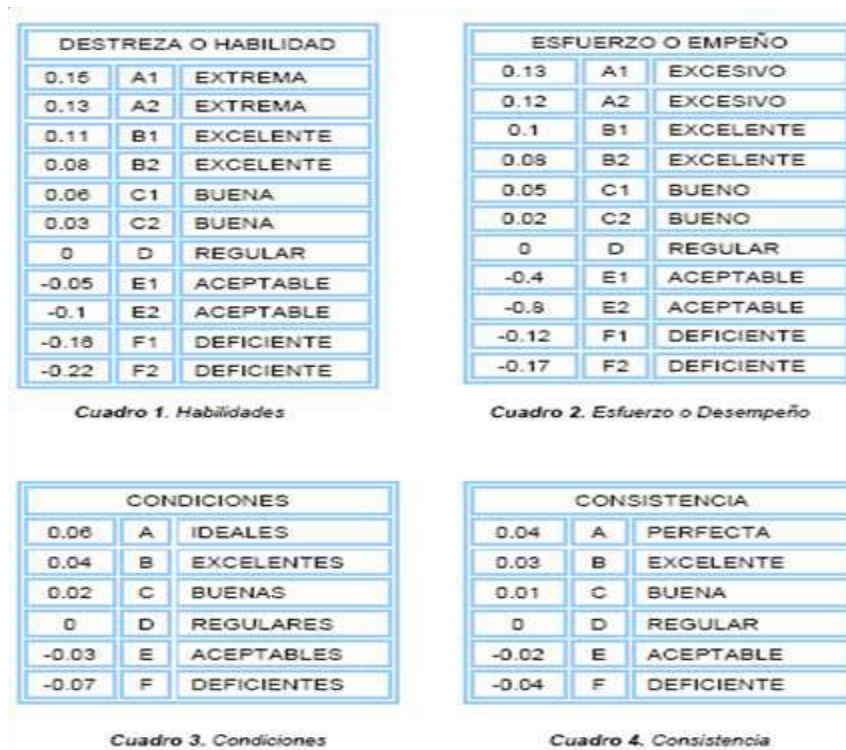 DESTREZA O HABILIDAD
0.15 A1 EXTREMA
0.13 A2 EXTREMA
0.11 B1 EXCELENTE
0.08 B2 EXCELENTE
0.06 C1 BUENA
0.03 C2 BUENA
0 D REGULAR
-0.05 E1 ACEPTABLE
-0.1 E2 ACEPTABLE
-0.16 F1 DEFICIENTE
-0.22 F2 DEFICIENTE
Cuadro 1. Habilidades
ESFUERZO O EMPEÑO
0.13 A1 EXCESIVO
0.12 A2 EXCESIVO
0.1 B1 EXCELENTE
0.08 B2 EXCELENTE
0.05 C1 BUENO
0.02 C2 BUENO
0 D REGULAR
-0.4 E1 ACEPTABLE
-0.8 E2 ACEPTABLE
-0.12 F1 DEFICIENTE
-0.17 F2 DEFICIENTE
Cuadro 2. Esfuerzo o Desempeño
CONDICIONES
0.06 A IDEALES
0.04 B EXCELENTES
0.02 C BUENAS
0 D REGULARES
-0.03 E ACEPTABLES
-0.07 F DEFICIENTES
Cuadro 3. Condiciones
CONSISTENCIA
0.04 A PERFECTA
0.03 B EXCELENTE
0.01 C BUENA
0 D REGULAR
-0.02 E ACEPTABLE
-0.04 F DEFICIENTE
Cuadro 4. Consistencia